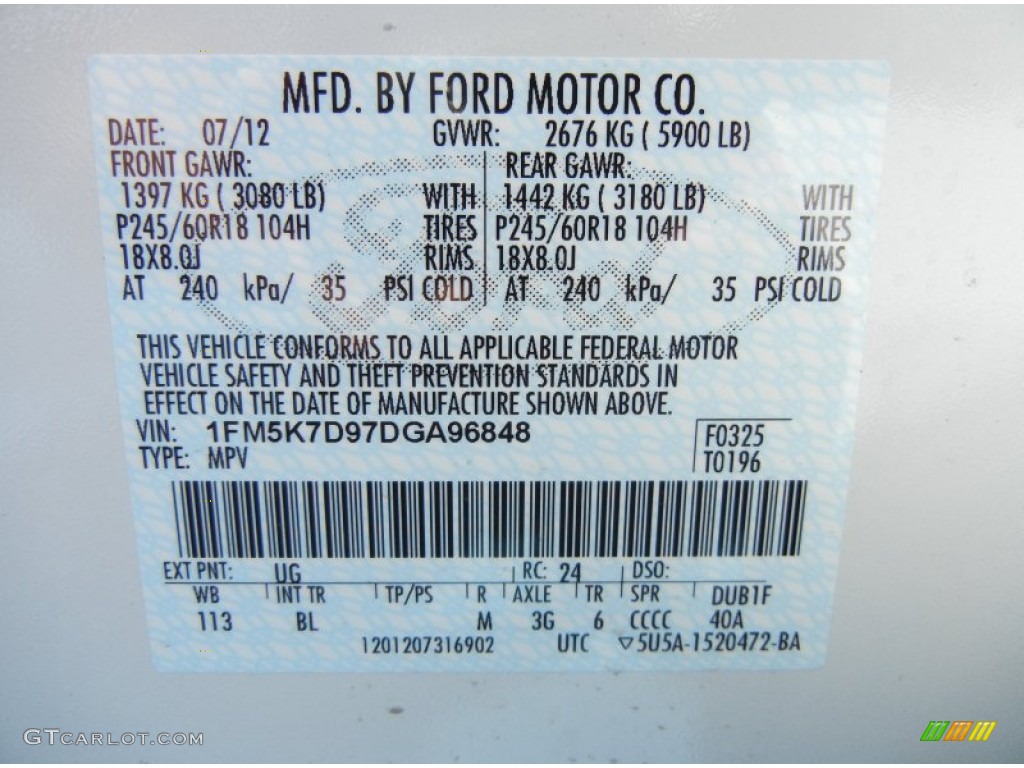 MFD. BY FORD MOTOR CO.
DATE: 07/12 GVWR: 2676 KG ( 5900 LB)
FRONT GAWR: REAR GAWR:
1397 KG ( 3080 LB) WITH 1442 KG ( 3180 LB) WITH
P245/60R18 104H TIRES P245/60R18 104H TIRES
18X8.0J RIMS 18X8.0J RIMS
AT 240 kPa/ 35 PSI COLD AT 240 kPa/ 35 PSI COLD
THIS VEHICLE CONFORMS TO ALL APPLICABLE FEDERAL MOTOR
VEHICLE SAFETY AND THEFT PREVENTION STANDARDS IN
EFFECT ON THE DATE OF MANUFACTURE SHOWN ABOVE.
VIN: 1FM5K7D97DGA96848 F0325
TYPE: MPV T0196
EXT PNT: UG RC: 24 DSO:
WB INT TR TP/PS R AXLE TR SPR DUB1F
113 BL M 3G 6 CCCC 40A
1201207316902 UTC ▽5U5A-1520472-BA
GTCARLOT.COM